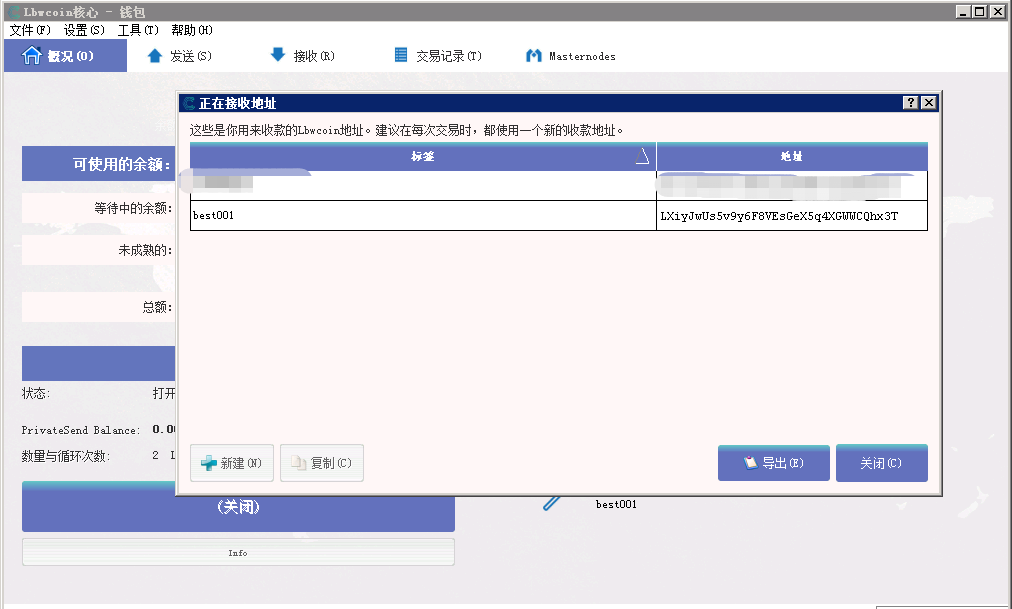 Lbwcoin核心 - 钱包
文件(F) 设置(S) 工具(T) 帮助(H)
概况(O) 发送(S) 接收(R) 交易记录(T) Masternodes
正在接收地址
这些是你用来收款的Lbwcoin地址。建议在每次交易时，都使用一个新的收款地址。
标签 地址
best001 LXiyJwUs5v9y6F8VEsGeX5q4XGWWCQhx3T
可使用的余额:
等待中的余额:
未成熟的:
总额:
状态: 打开
PrivateSend Balance: 0.00
数量与循环次数: 2
新建(N) 复制(C) 导出(E) 关闭(C)
(关闭) best001
Info